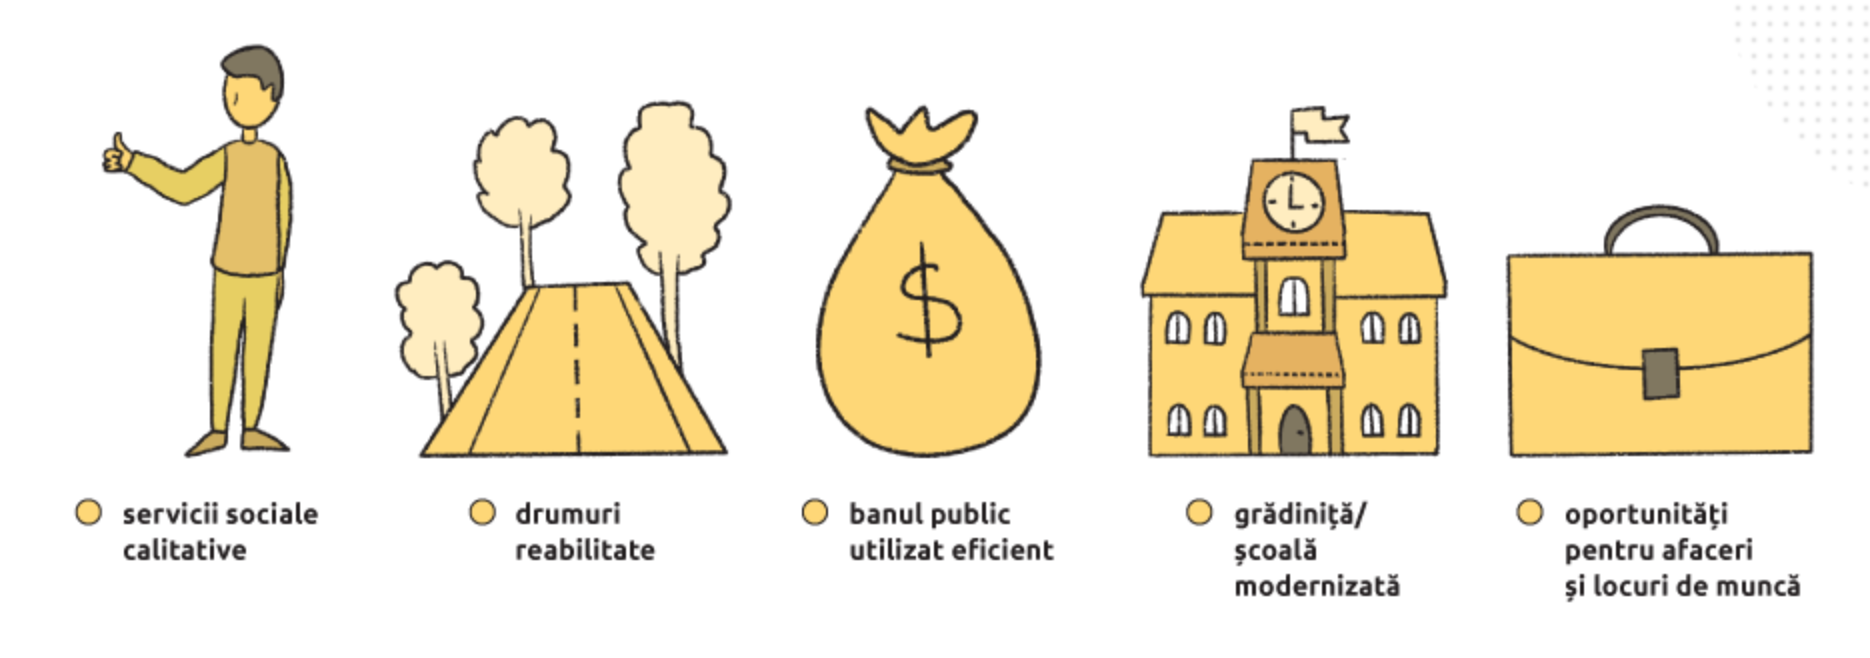 servicii sociale
calitative
drumuri
reabilitate
banul public
utilizat eficient
grădiniță/
școală
modernizată
oportunități
pentru afaceri
și locuri de muncă
$